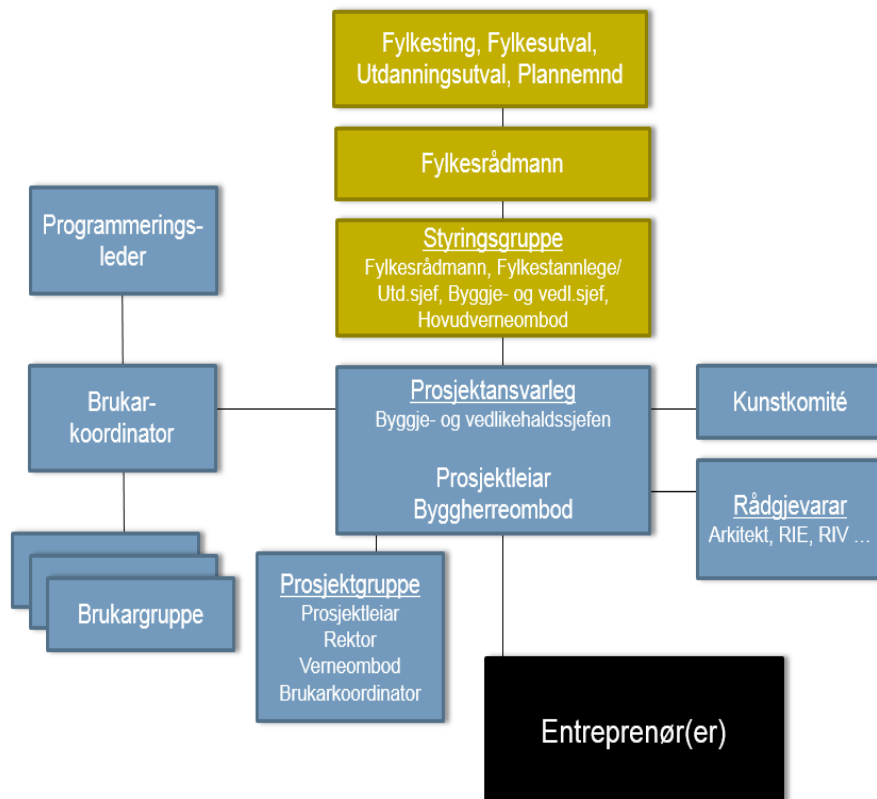 Fylkesting, Fylkesutval,
Utdanningsutval, Plannemnd
Fylkesrådmann
Programmerings-
leder
Styringsgruppe
Fylkesrådmann, Fylkestannlege/
Utd.sjef, Byggje- og vedl.sjef,
Hovudverneombod
Brukar-
koordinator
Prosjektansvarleg
Byggje- og vedlikehaldssjefen
Prosjektleiar
Byggherreombod
Kunstkomité
Rådgjevarar
Arkitekt, RIE, RIV ...
Brukargruppe
Prosjektgruppe
Prosjektleiar
Rektor
Verneombod
Brukarkoordinator
Entreprenør(er)